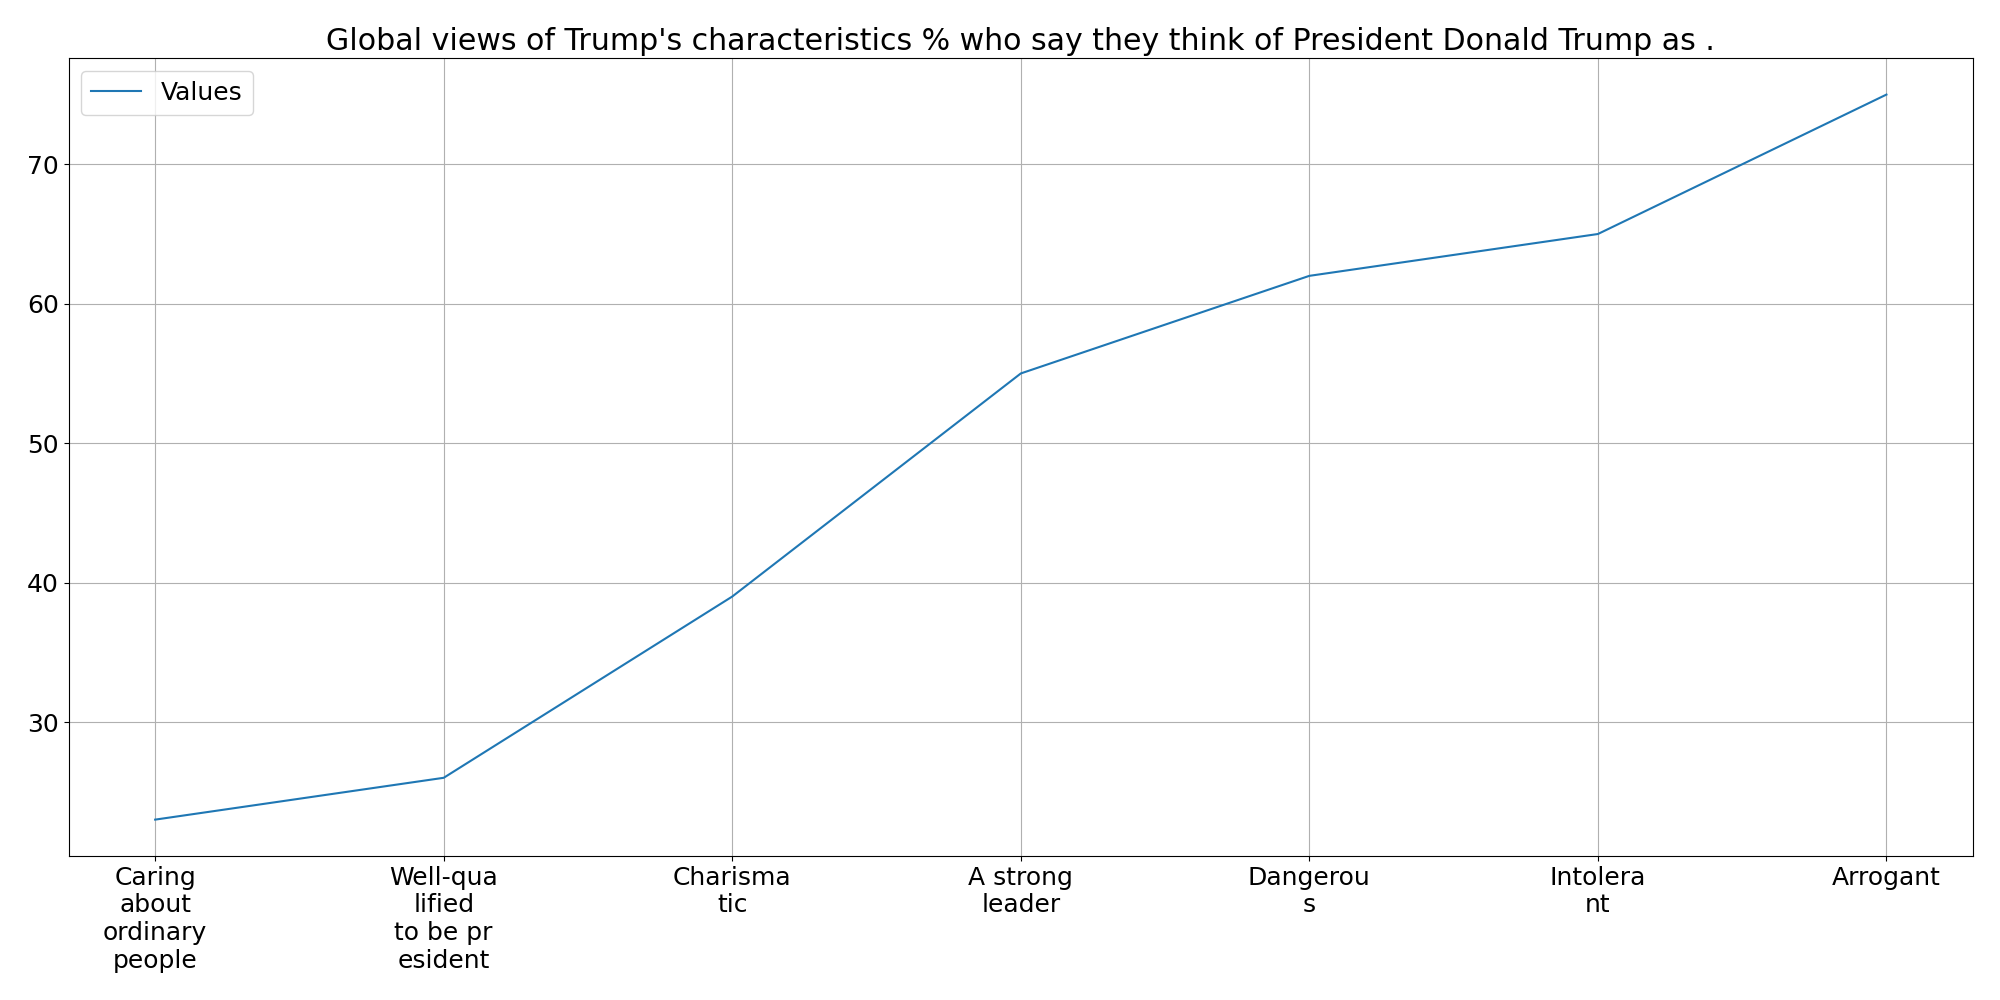 Global views of Trump's characteristics % who say they think of President Donald Trump as .
Values
70
60
50
40
30
Caring
about
ordinary
people
Well-qua
lified
to be pr
esident
Charisma
tic
A strong
leader
Dangerou
s
Intolera
nt
Arrogant